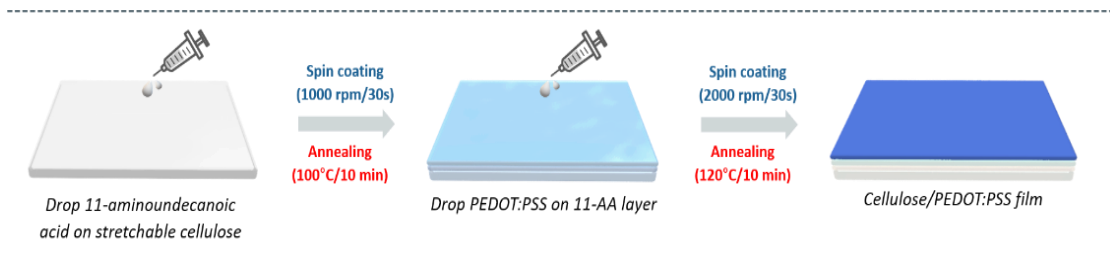 Spin coating
(1000 rpm/30s)
Annealing
(100°C/10 min)
Spin coating
(2000 rpm/30s)
Annealing
(120°C/10 min)
Drop 11-aminoundecanoic
acid on stretchable cellulose
Drop PEDOT:PSS on 11-AA layer
Cellulose/PEDOT:PSS film